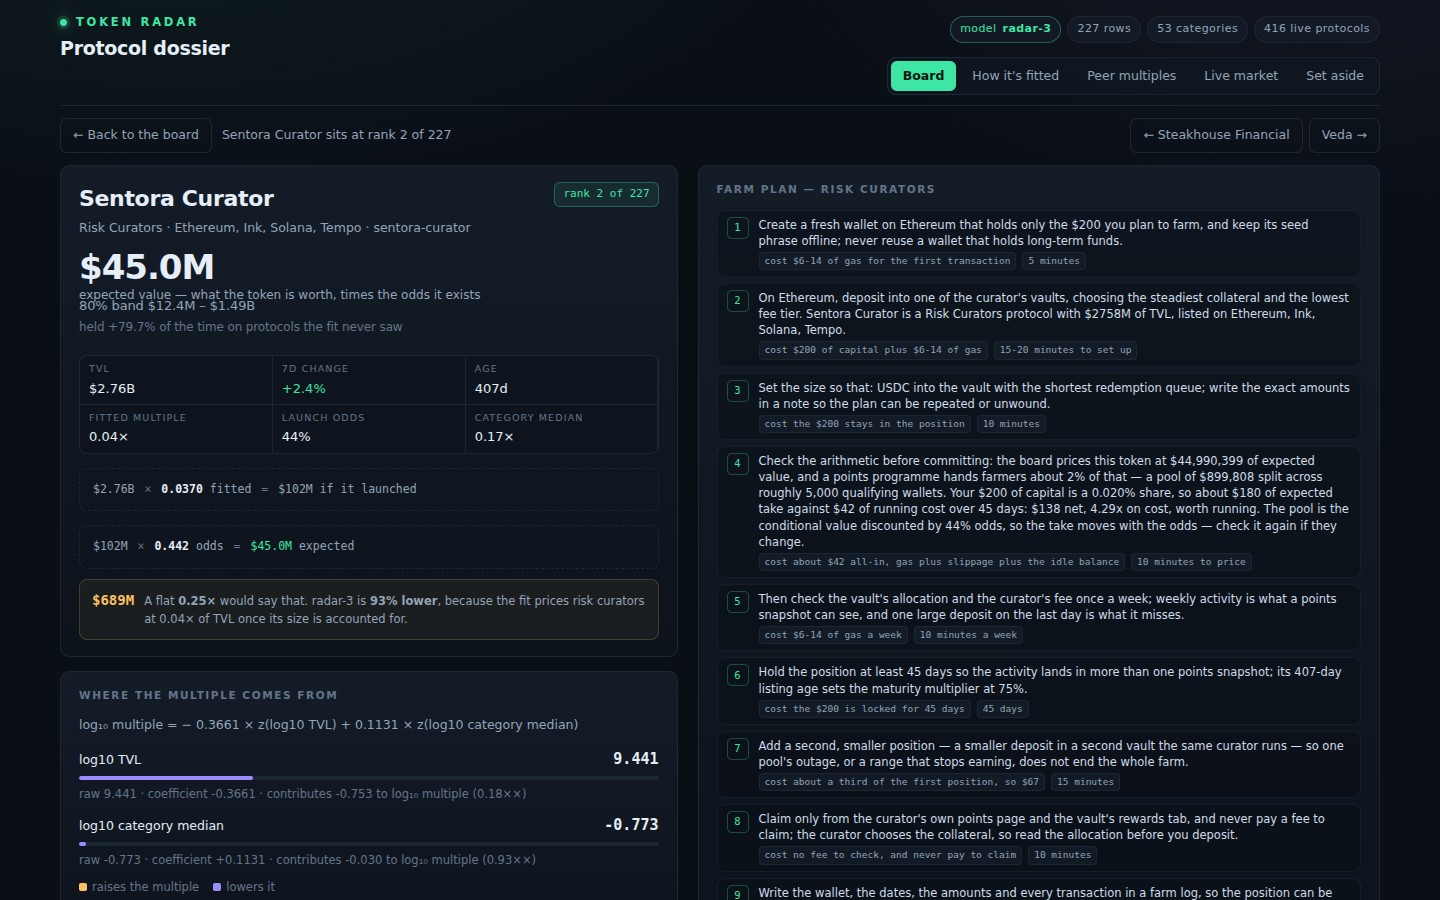 TOKEN RADAR
Protocol dossier
model radar-3
227 rows
53 categories
416 live protocols
Board
How it's fitted
Peer multiples
Live market
Set aside
← Back to the board
Sentora Curator sits at rank 2 of 227
← Steakhouse Financial
Veda →
Sentora Curator
rank 2 of 227
Risk Curators · Ethereum, Ink, Solana, Tempo · sentora-curator
$45.0M
expected value — what the token is worth, times the odds it exists
80% band $12.4M – $1.49B
held +79.7% of the time on protocols the fit never saw
TVL
$2.76B
7D CHANGE
+2.4%
AGE
407d
FITTED MULTIPLE
0.04×
LAUNCH ODDS
44%
CATEGORY MEDIAN
0.17×
$2.76B × 0.0370 fitted = $102M if it launched
$102M × 0.442 odds = $45.0M expected
$689M
A flat 0.25× would say that. radar-3 is 93% lower, because the fit prices risk curators
at 0.04× of TVL once its size is accounted for.
WHERE THE MULTIPLE COMES FROM
log₁₀ multiple = − 0.3661 × z(log10 TVL) + 0.1131 × z(log10 category median)
log10 TVL
9.441
raw 9.441 · coefficient -0.3661 · contributes -0.753 to log₁₀ multiple (0.18××)
log10 category median
-0.773
raw -0.773 · coefficient +0.1131 · contributes -0.030 to log₁₀ multiple (0.93××)
raises the multiple
lowers it
FARM PLAN — RISK CURATORS
1
Create a fresh wallet on Ethereum that holds only the $200 you plan to farm, and keep its seed
phrase offline; never reuse a wallet that holds long-term funds.
cost $6-14 of gas for the first transaction
5 minutes
2
On Ethereum, deposit into one of the curator's vaults, choosing the steadiest collateral and the lowest
fee tier. Sentora Curator is a Risk Curators protocol with $2758M of TVL, listed on Ethereum, Ink,
Solana, Tempo.
cost $200 of capital plus $6-14 of gas
15-20 minutes to set up
3
Set the size so that: USDC into the vault with the shortest redemption queue; write the exact amounts
in a note so the plan can be repeated or unwound.
cost the $200 stays in the position
10 minutes
4
Check the arithmetic before committing: the board prices this token at $44,990,399 of expected
value, and a points programme hands farmers about 2% of that — a pool of $899,808 split across
roughly 5,000 qualifying wallets. Your $200 of capital is a 0.020% share, so about $180 of expected
take against $42 of running cost over 45 days: $138 net, 4.29x on cost, worth running. The pool is the
conditional value discounted by 44% odds, so the take moves with the odds — check it again if they
change.
cost about $42 all-in, gas plus slippage plus the idle balance
10 minutes to price
5
Then check the vault's allocation and the curator's fee once a week; weekly activity is what a points
snapshot can see, and one large deposit on the last day is what it misses.
cost $6-14 of gas a week
10 minutes a week
6
Hold the position at least 45 days so the activity lands in more than one points snapshot; its 407-day
listing age sets the maturity multiplier at 75%.
cost the $200 is locked for 45 days
45 days
7
Add a second, smaller position — a smaller deposit in a second vault the same curator runs — so one
pool's outage, or a range that stops earning, does not end the whole farm.
cost about a third of the first position, so $67
15 minutes
8
Claim only from the curator's own points page and the vault's rewards tab, and never pay a fee to
claim; the curator chooses the collateral, so read the allocation before you deposit.
cost no fee to check, and never pay to claim
10 minutes
9
Write the wallet, the dates, the amounts and every transaction in a farm log, so the position can be